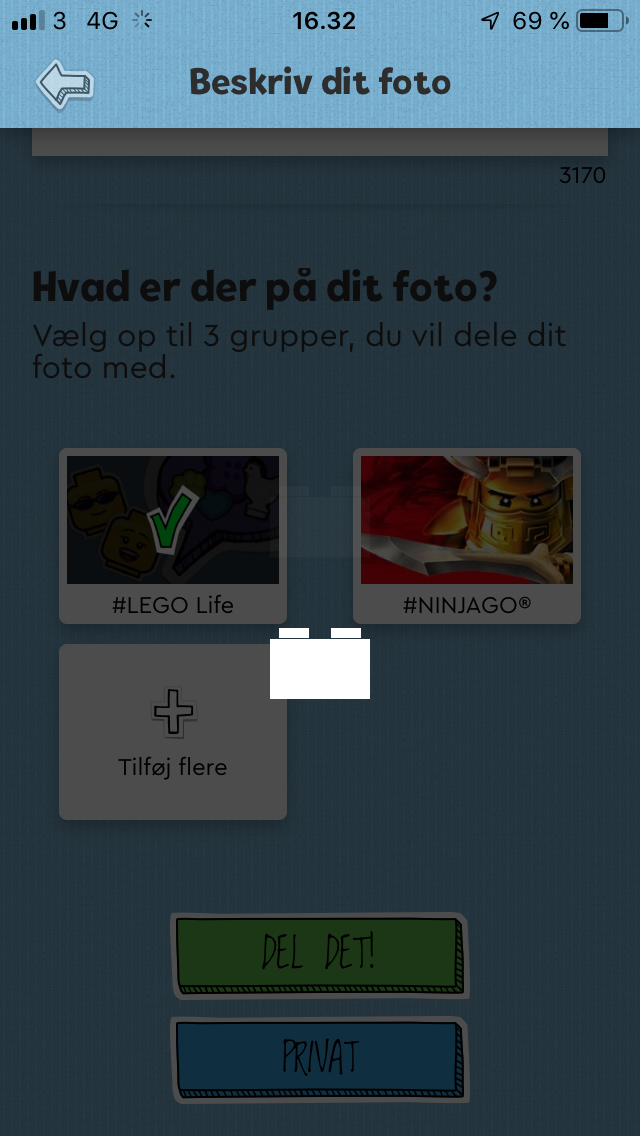 3 4G 16.32 69 %
Beskriv dit foto
3170
Hvad er der på dit foto?
Vælg op til 3 grupper, du vil dele dit
foto med.
#LEGO Life
#NINJAGO®
Tilføj flere
DEL DET!
PRIVAT